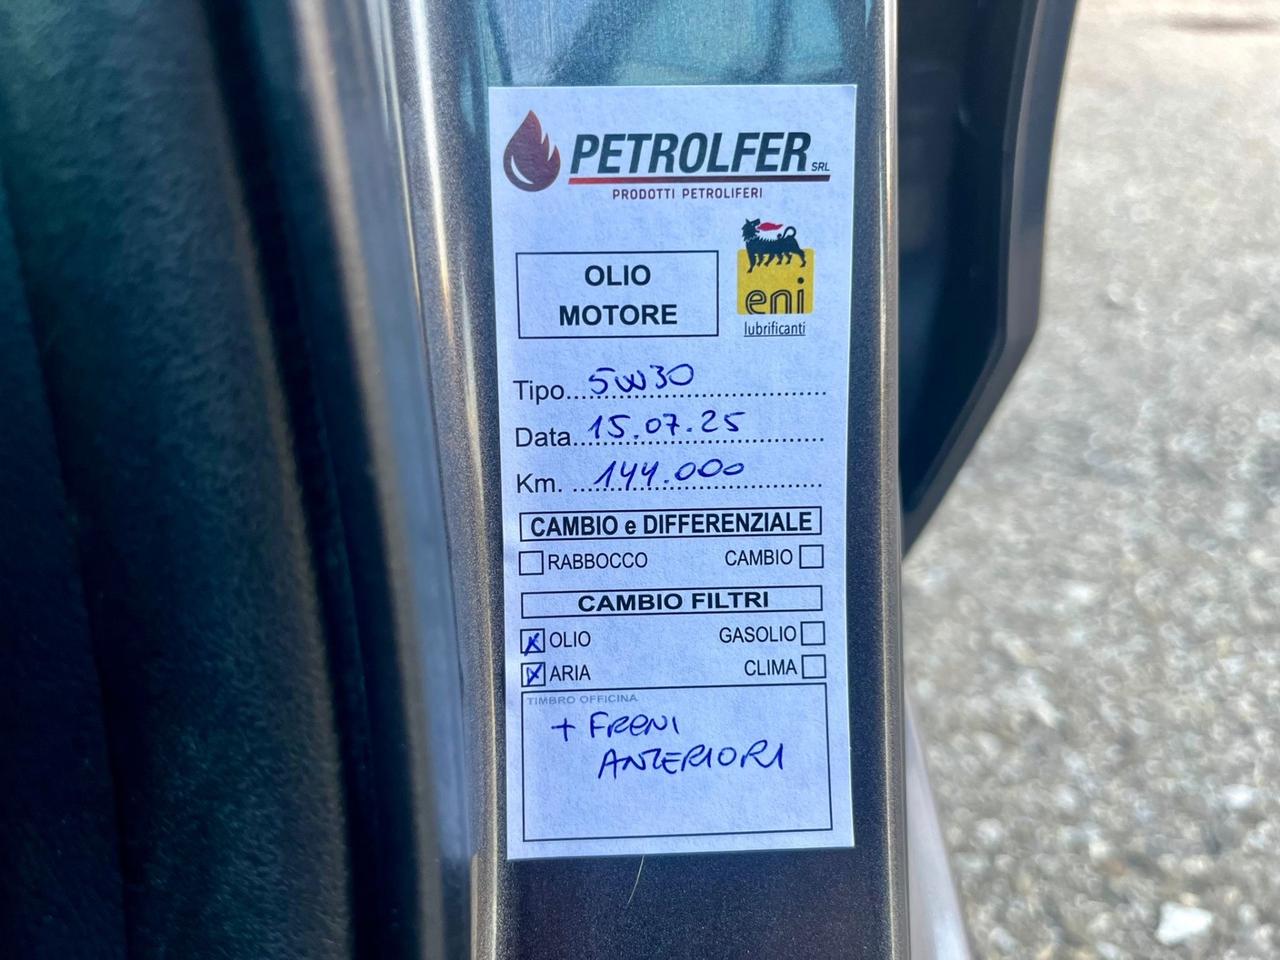 PETROLFER SRL
PRODOTTI PETROLIFERI
OLIO
MOTORE
eni
lubrificanti
Tipo 5W30
Data 15.07.25
Km. 144.000
CAMBIO e DIFFERENZIALE
RABBOCCO CAMBIO
CAMBIO FILTRI
X OLIO GASOLIO
X ARIA CLIMA
TIMBRO OFFICINA
+ FRENI
ANTERIORI